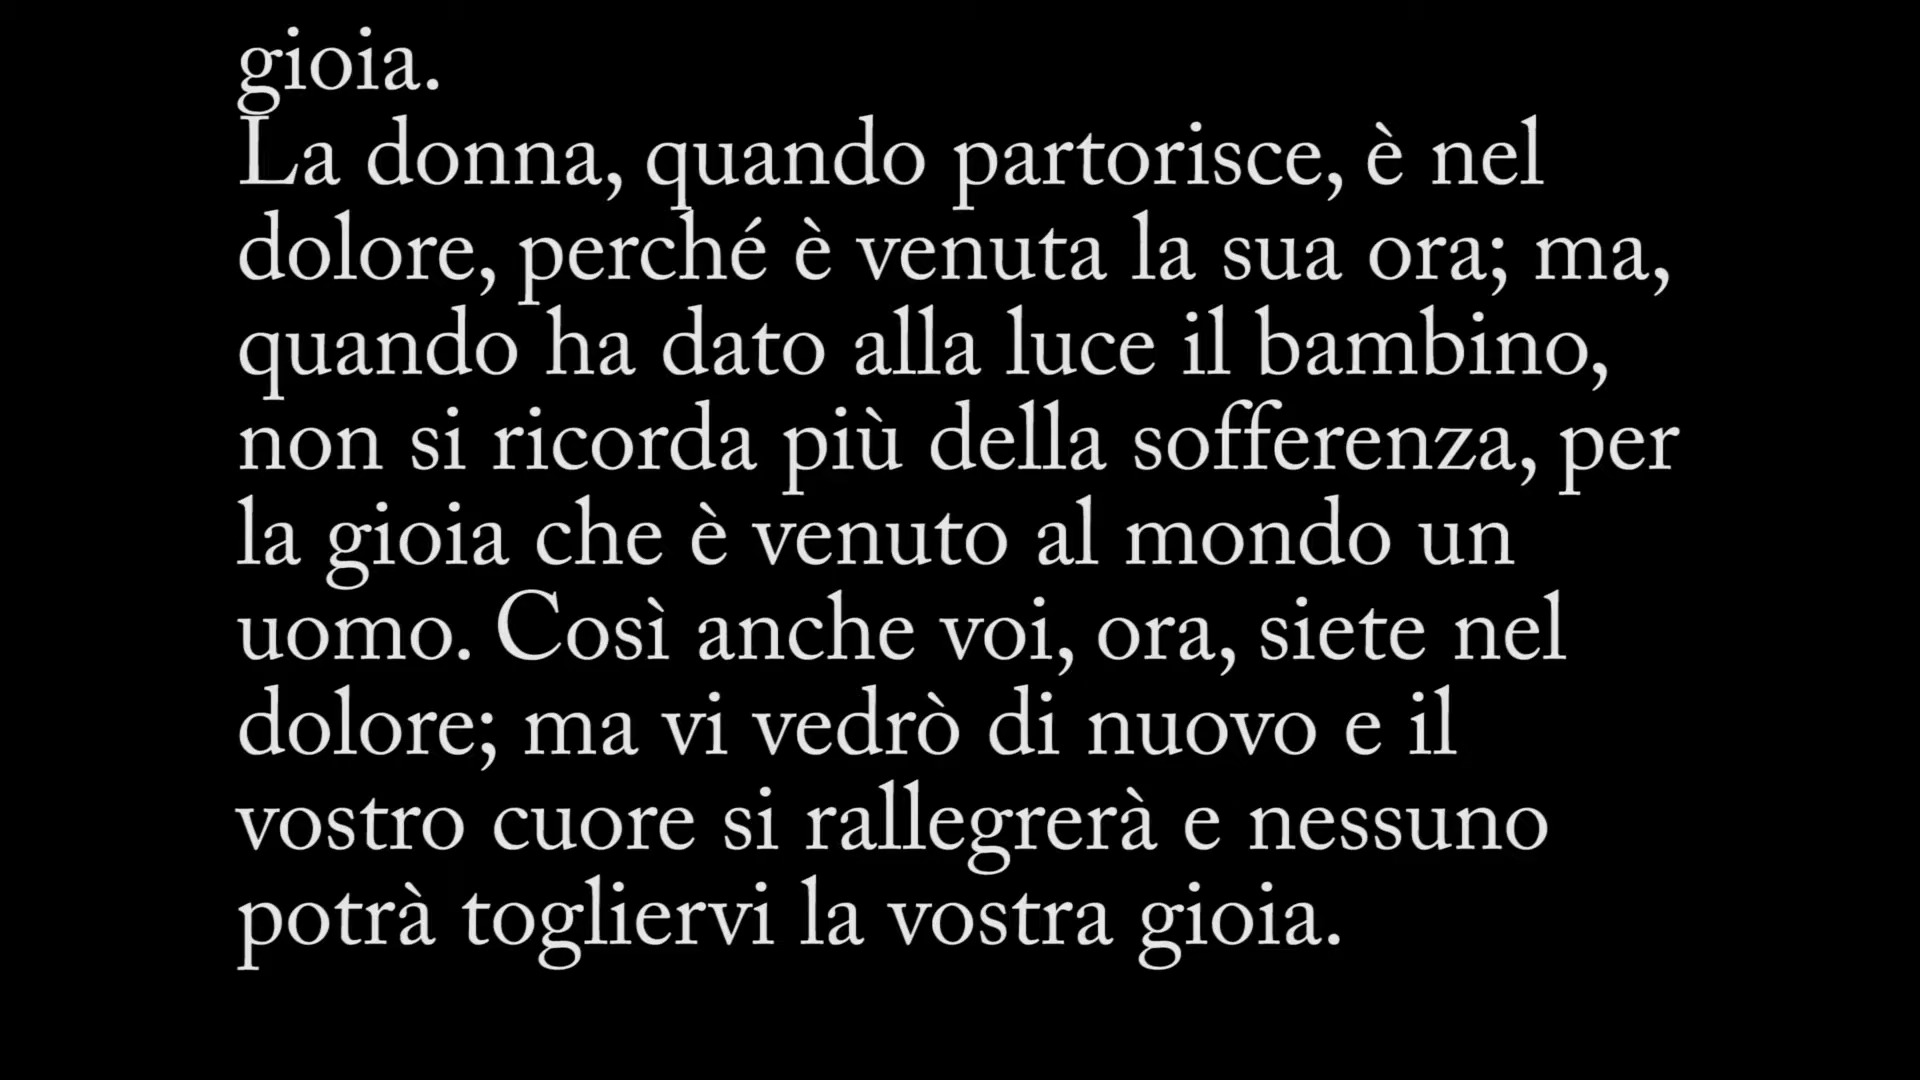 gioia.
La donna, quando partorisce, è nel
dolore, perché è venuta la sua ora; ma,
quando ha dato alla luce il bambino,
non si ricorda più della sofferenza, per
la gioia che è venuto al mondo un
uomo. Così anche voi, ora, siete nel
dolore; ma vi vedrò di nuovo e il
vostro cuore si rallegrerà e nessuno
potrà togliervi la vostra gioia.